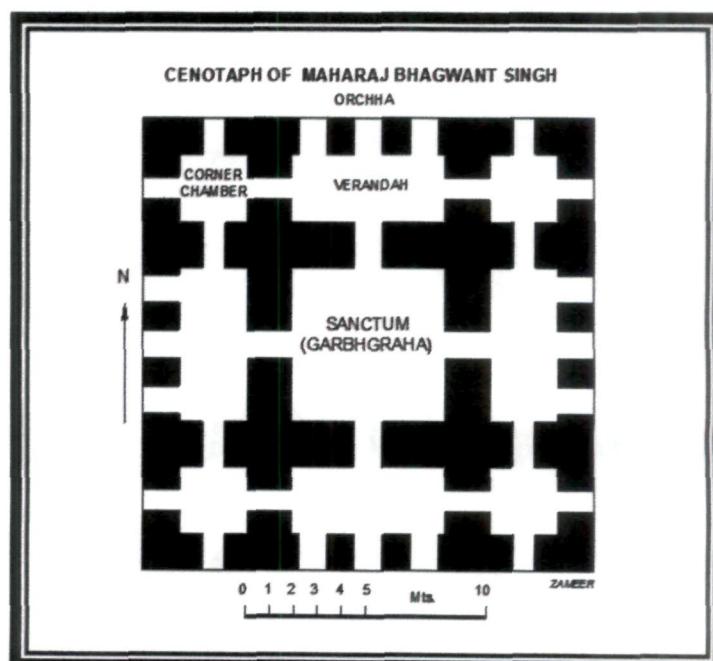 CENOTAPH OF MAHARAJ BHAGWANT SINGH
ORCHHA
CORNER
CHAMBER
VERANDAH
N
SANCTUM
(GARBHGRAHA)
0 1 2 3 4 5 Mts. 10
ZAMEER